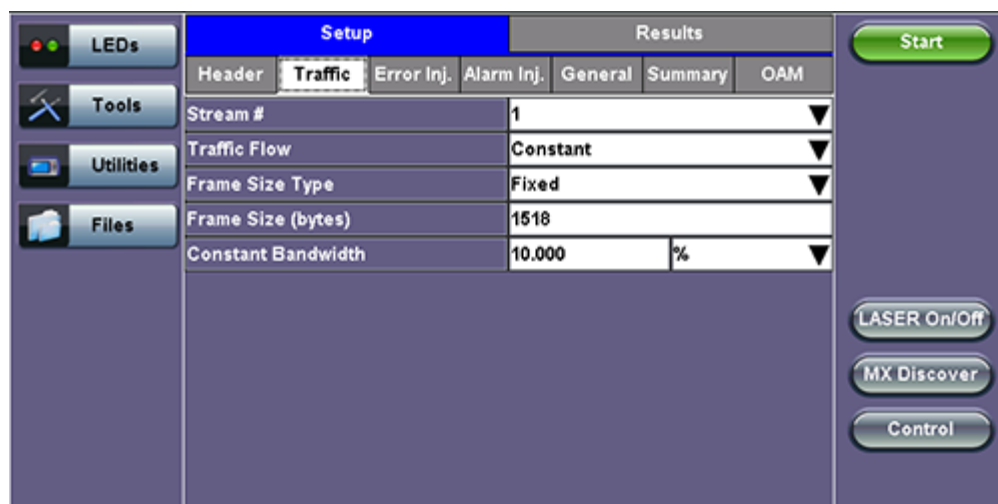 LEDs
Tools
Utilities
Files
Setup Results
Header Traffic Error Inj. Alarm Inj. General Summary OAM
Stream # 1
Traffic Flow Constant
Frame Size Type Fixed
Frame Size (bytes) 1518
Constant Bandwidth 10.000 %
Start
LASER On/Off
MX Discover
Control